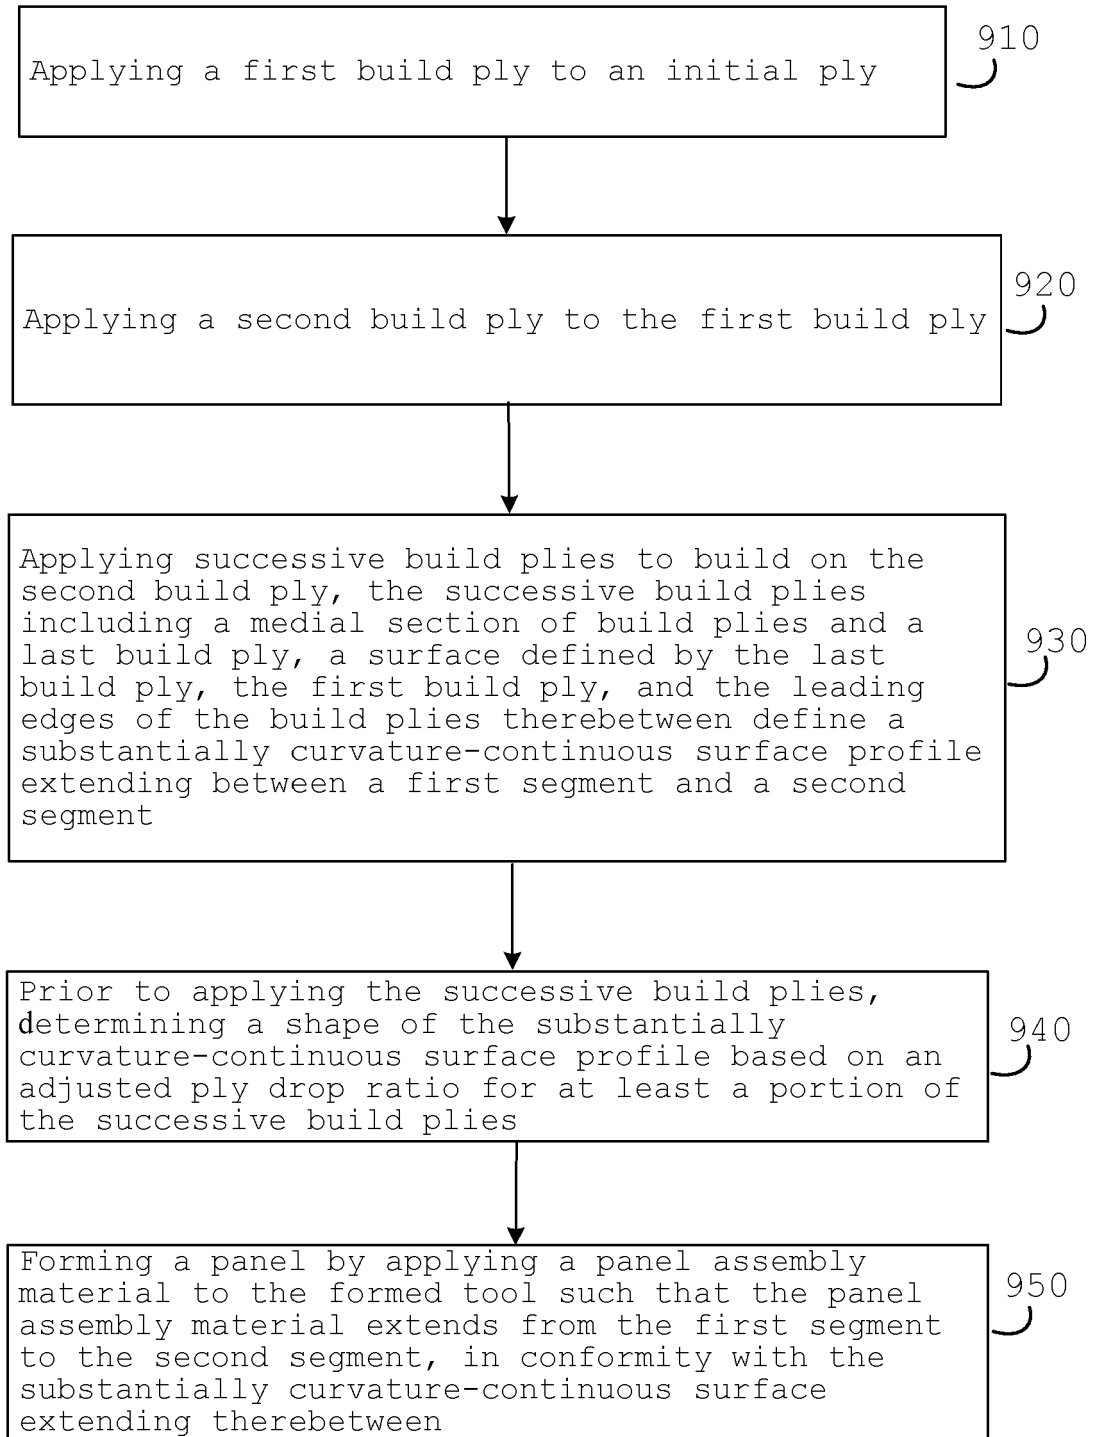 Applying a first build ply to an initial ply
910
Applying a second build ply to the first build ply
920
Applying successive build plies to build on the
second build ply, the successive build plies
including a medial section of build plies and a
last build ply, a surface defined by the last
build ply, the first build ply, and the leading
edges of the build plies therebetween define a
substantially curvature-continuous surface profile
extending between a first segment and a second
segment
930
Prior to applying the successive build plies,
determining a shape of the substantially
curvature-continuous surface profile based on an
adjusted ply drop ratio for at least a portion of
the successive build plies
940
Forming a panel by applying a panel assembly
material to the formed tool such that the panel
assembly material extends from the first segment
to the second segment, in conformity with the
substantially curvature-continuous surface
extending therebetween
950